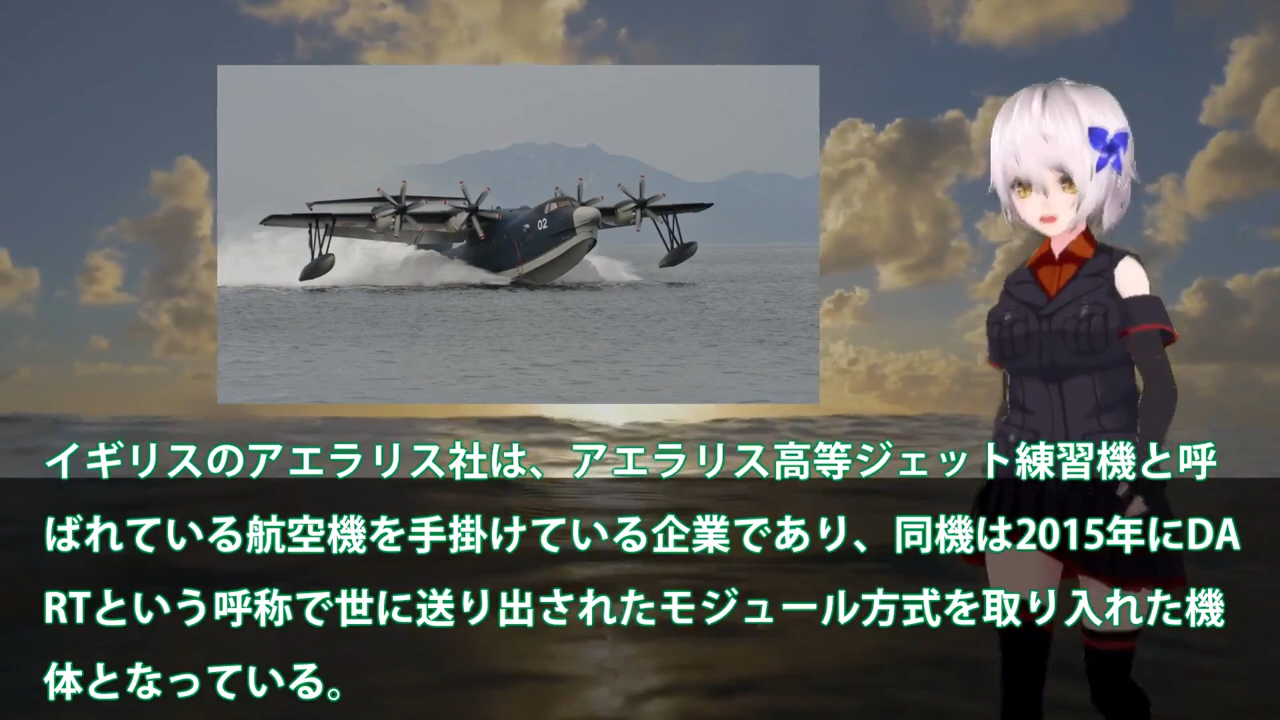 02
イギリスのアエラリス社は、アエラリス高等ジェット練習機と呼
ばれている航空機を手掛けている企業であり、同機は2015年にDA
RTという呼称で世に送り出されたモジュール方式を取り入れた機
体となっている。